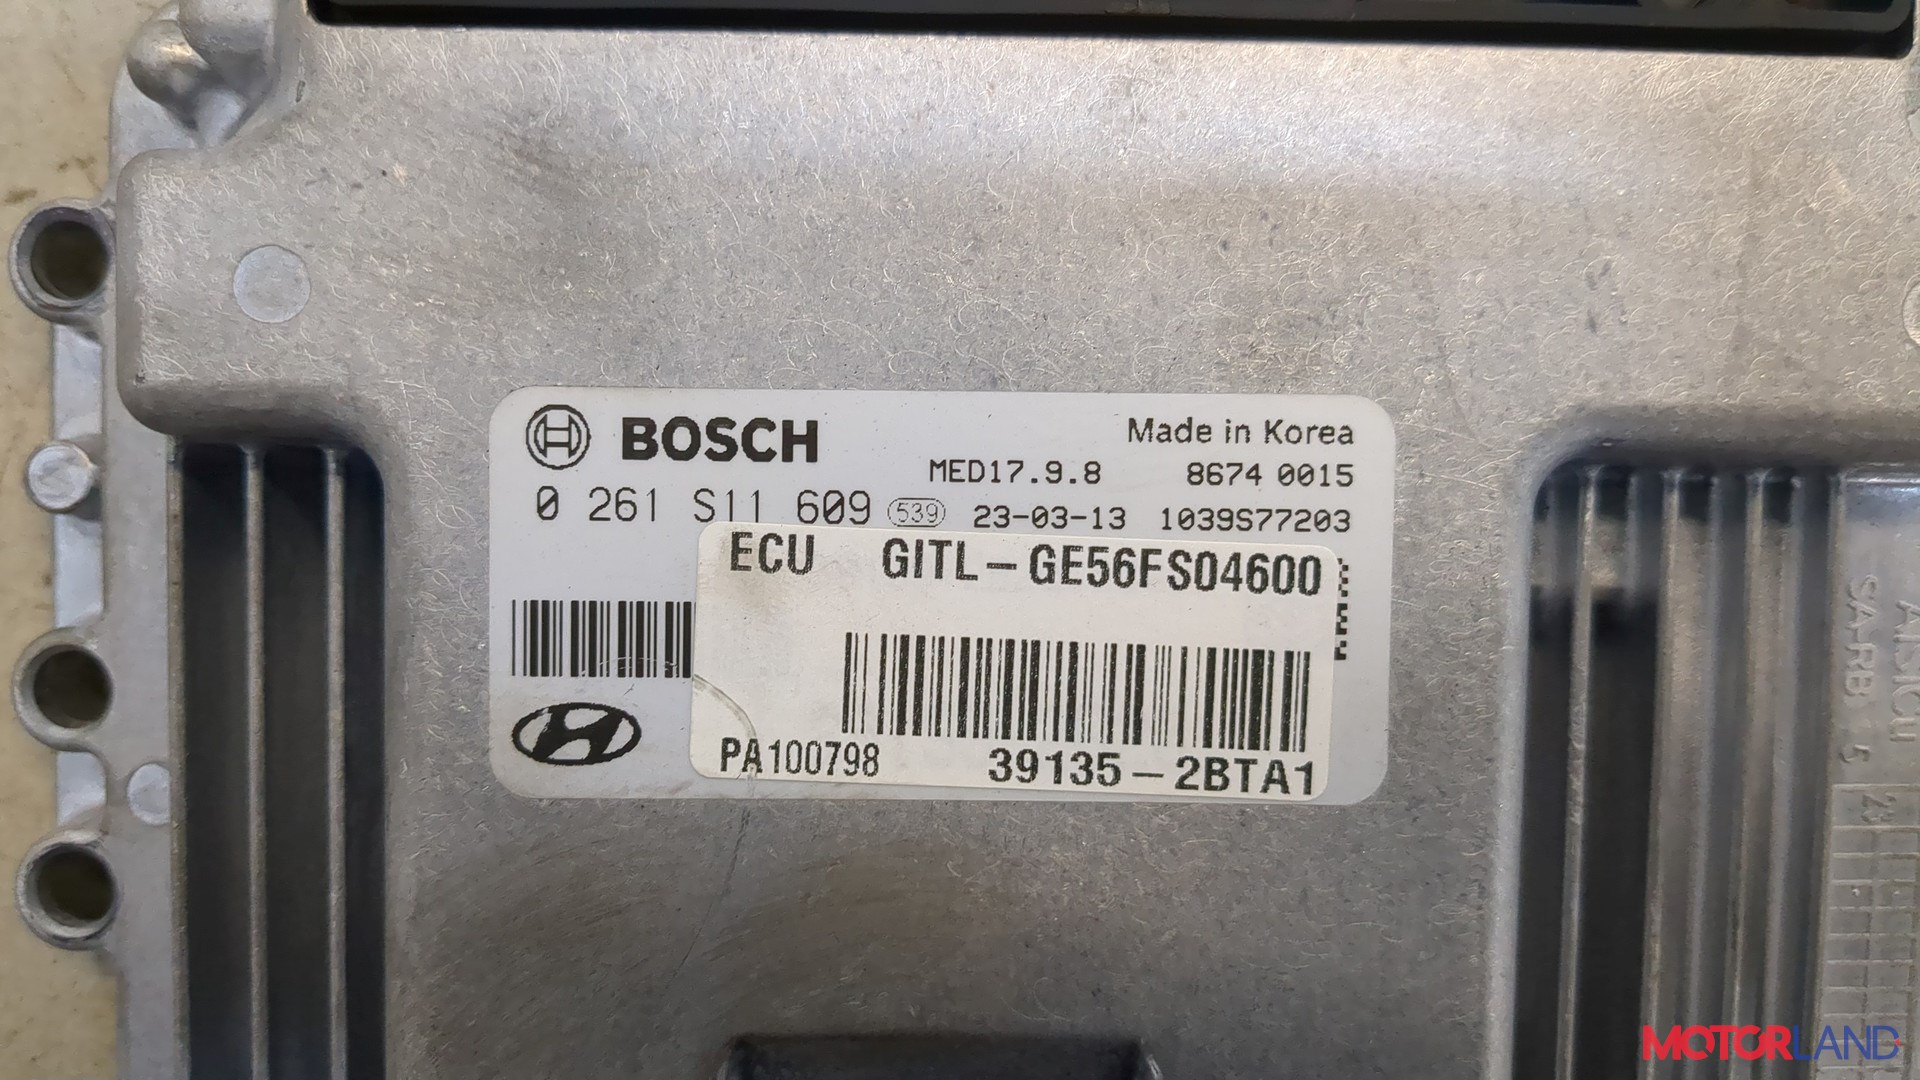 BOSCH
Made in Korea
MED17.9.8 8674 0015
0 261 S11 609 539 23-03-13 1039S77203
ECU GITL-GE56FS04600
PA100798 39135-2BTA1
AlSiCu
MOTORLAND